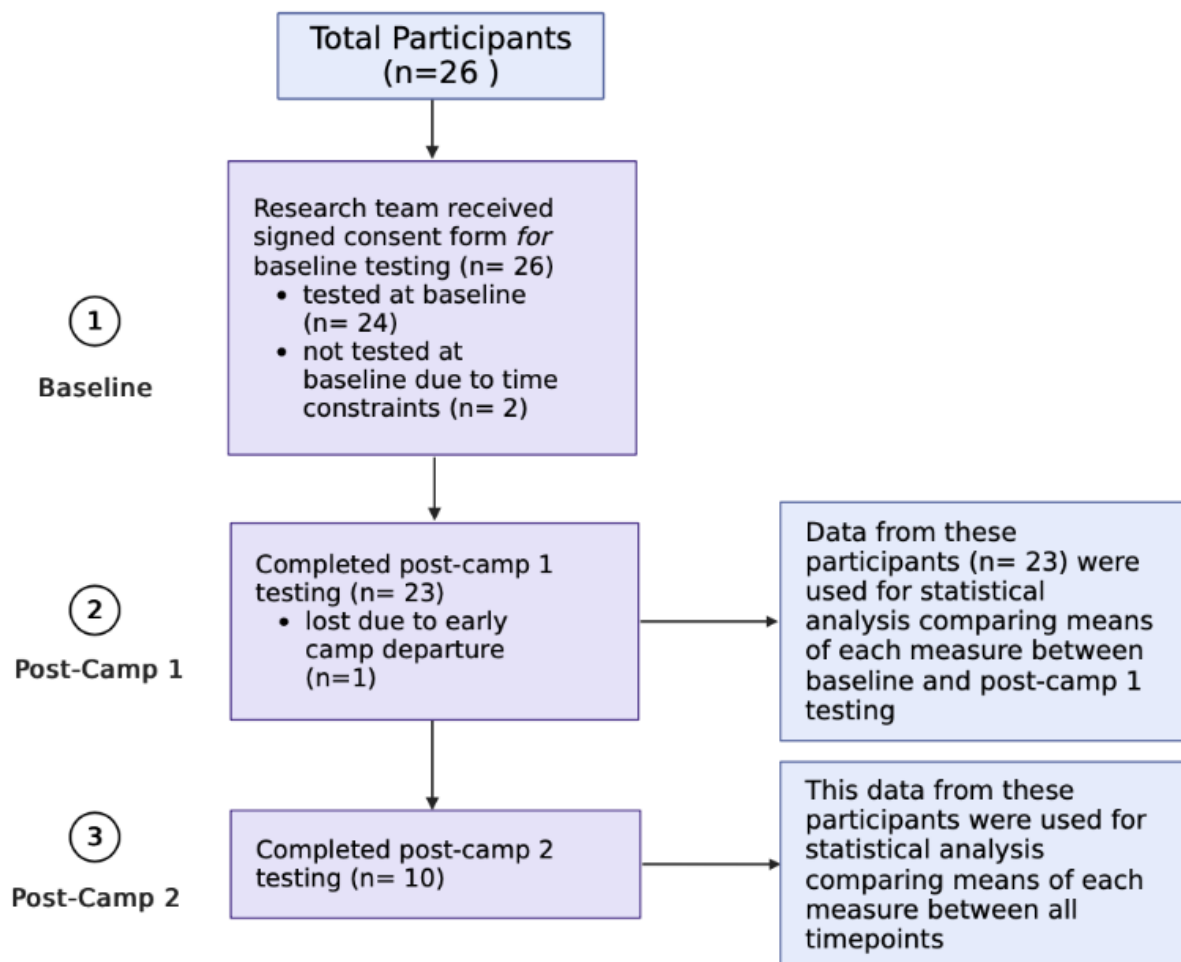 Total Participants
(n=26 )
Research team received
signed consent form for
baseline testing (n= 26)
• tested at baseline
(n= 24)
• not tested at
baseline due to time
constraints (n= 2)
1
Baseline
Completed post-camp 1
testing (n= 23)
• lost due to early
camp departure
(n=1)
2
Post-Camp 1
Data from these
participants (n= 23) were
used for statistical
analysis comparing means
of each measure between
baseline and post-camp 1
testing
3
Post-Camp 2
Completed post-camp 2
testing (n= 10)
This data from these
participants were used for
statistical analysis
comparing means of each
measure between all
timepoints